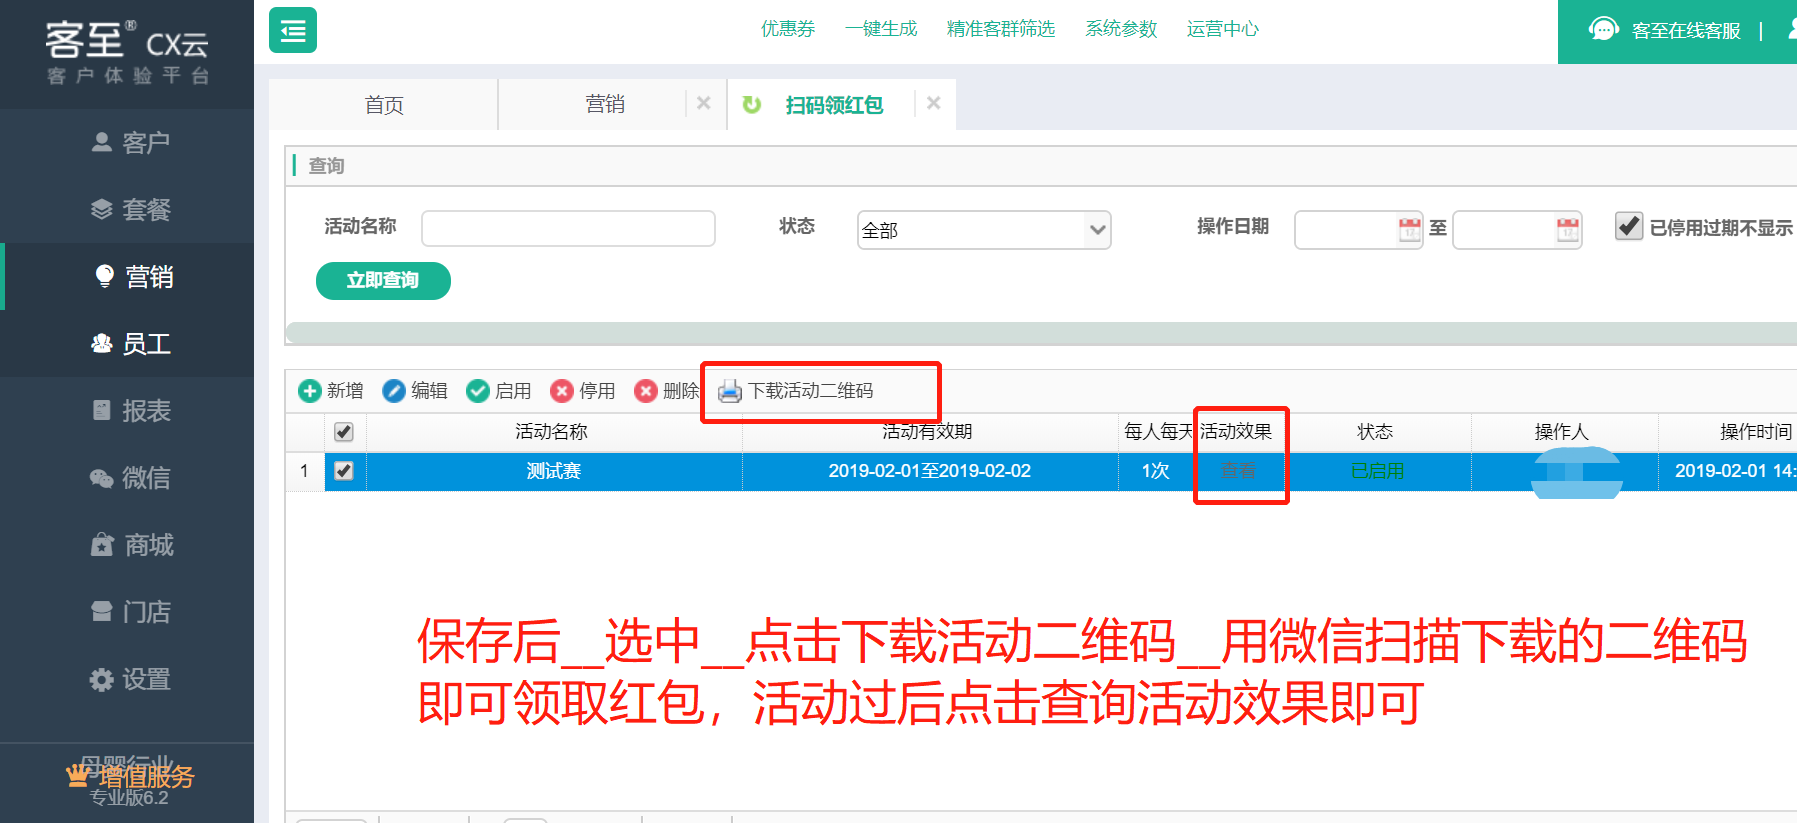 客至® CX云
客户体验平台
优惠券 一键生成 精准客群筛选 系统参数 运营中心
客至在线客服 |
首页 营销 扫码领红包
客户
套餐
营销
员工
报表
微信
商城
门店
设置
母婴行业
增值服务
专业版6.2
查询
活动名称 状态 全部 操作日期 至 已停用过期不显示
立即查询
新增 编辑 启用 停用 删除 下载活动二维码
活动名称 活动有效期 每人每天 活动效果 状态 操作人 操作时间
1 测试赛 2019-02-01至2019-02-02 1次 查看 已启用 2019-02-01 14:
保存后__选中__点击下载活动二维码__用微信扫描下载的二维码
即可领取红包，活动过后点击查询活动效果即可